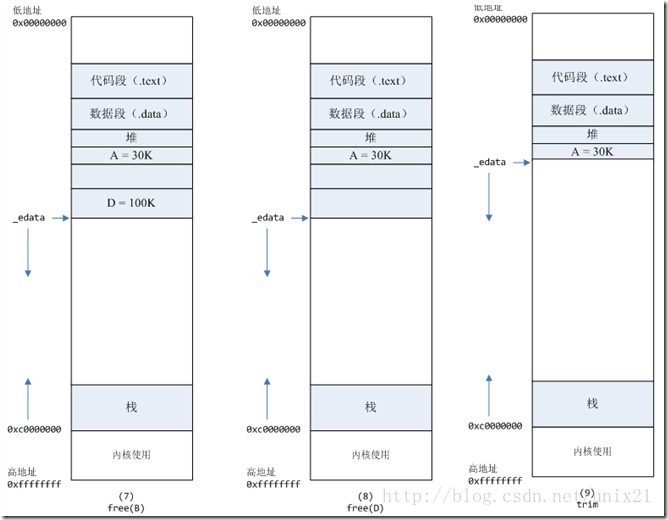 低地址
0x00000000
代码段（.text）
数据段（.data）
堆
A = 30K
D = 100K
_edata
栈
0xc0000000
内核使用
高地址
0xffffffff
(7)
free(B)
低地址
0x00000000
代码段（.text）
数据段（.data）
堆
A = 30K
_edata
栈
0xc0000000
内核使用
高地址
0xffffffff
(8)
free(D)
低地址
0x00000000
代码段（.text）
数据段（.data）
堆
A = 30K
_edata
栈
0xc0000000
内核使用
高地址
0xffffffff
(9)
trim
http://blog.csdn.net/unix21